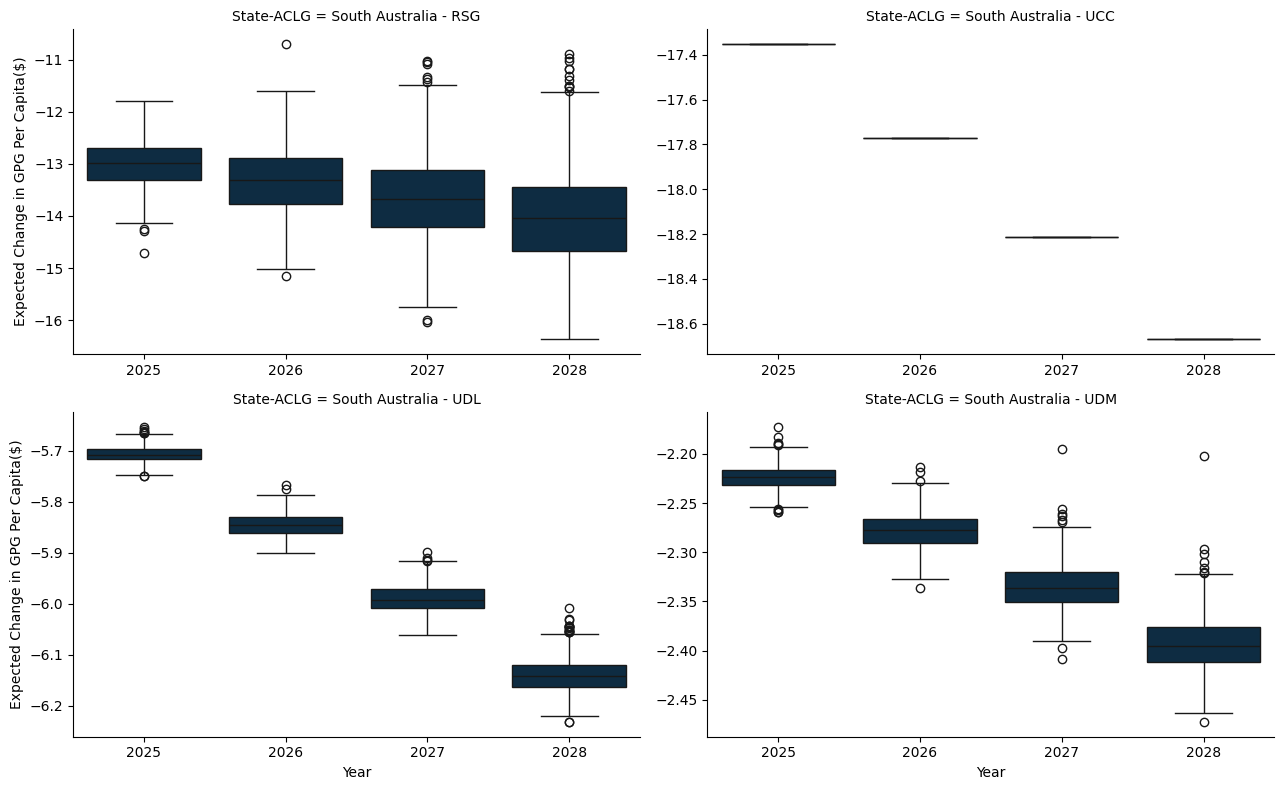 State-ACLG = South Australia - RSG
Expected Change in GPG Per Capita($)
−11
−12
−13
−14
−15
−16
2025 2026 2027 2028
State-ACLG = South Australia - UCC
−17.4
−17.6
−17.8
−18.0
−18.2
−18.4
−18.6
2025 2026 2027 2028
State-ACLG = South Australia - UDL
Expected Change in GPG Per Capita($)
−5.7
−5.8
−5.9
−6.0
−6.1
−6.2
2025 2026 2027 2028
Year
State-ACLG = South Australia - UDM
−2.20
−2.25
−2.30
−2.35
−2.40
−2.45
2025 2026 2027 2028
Year